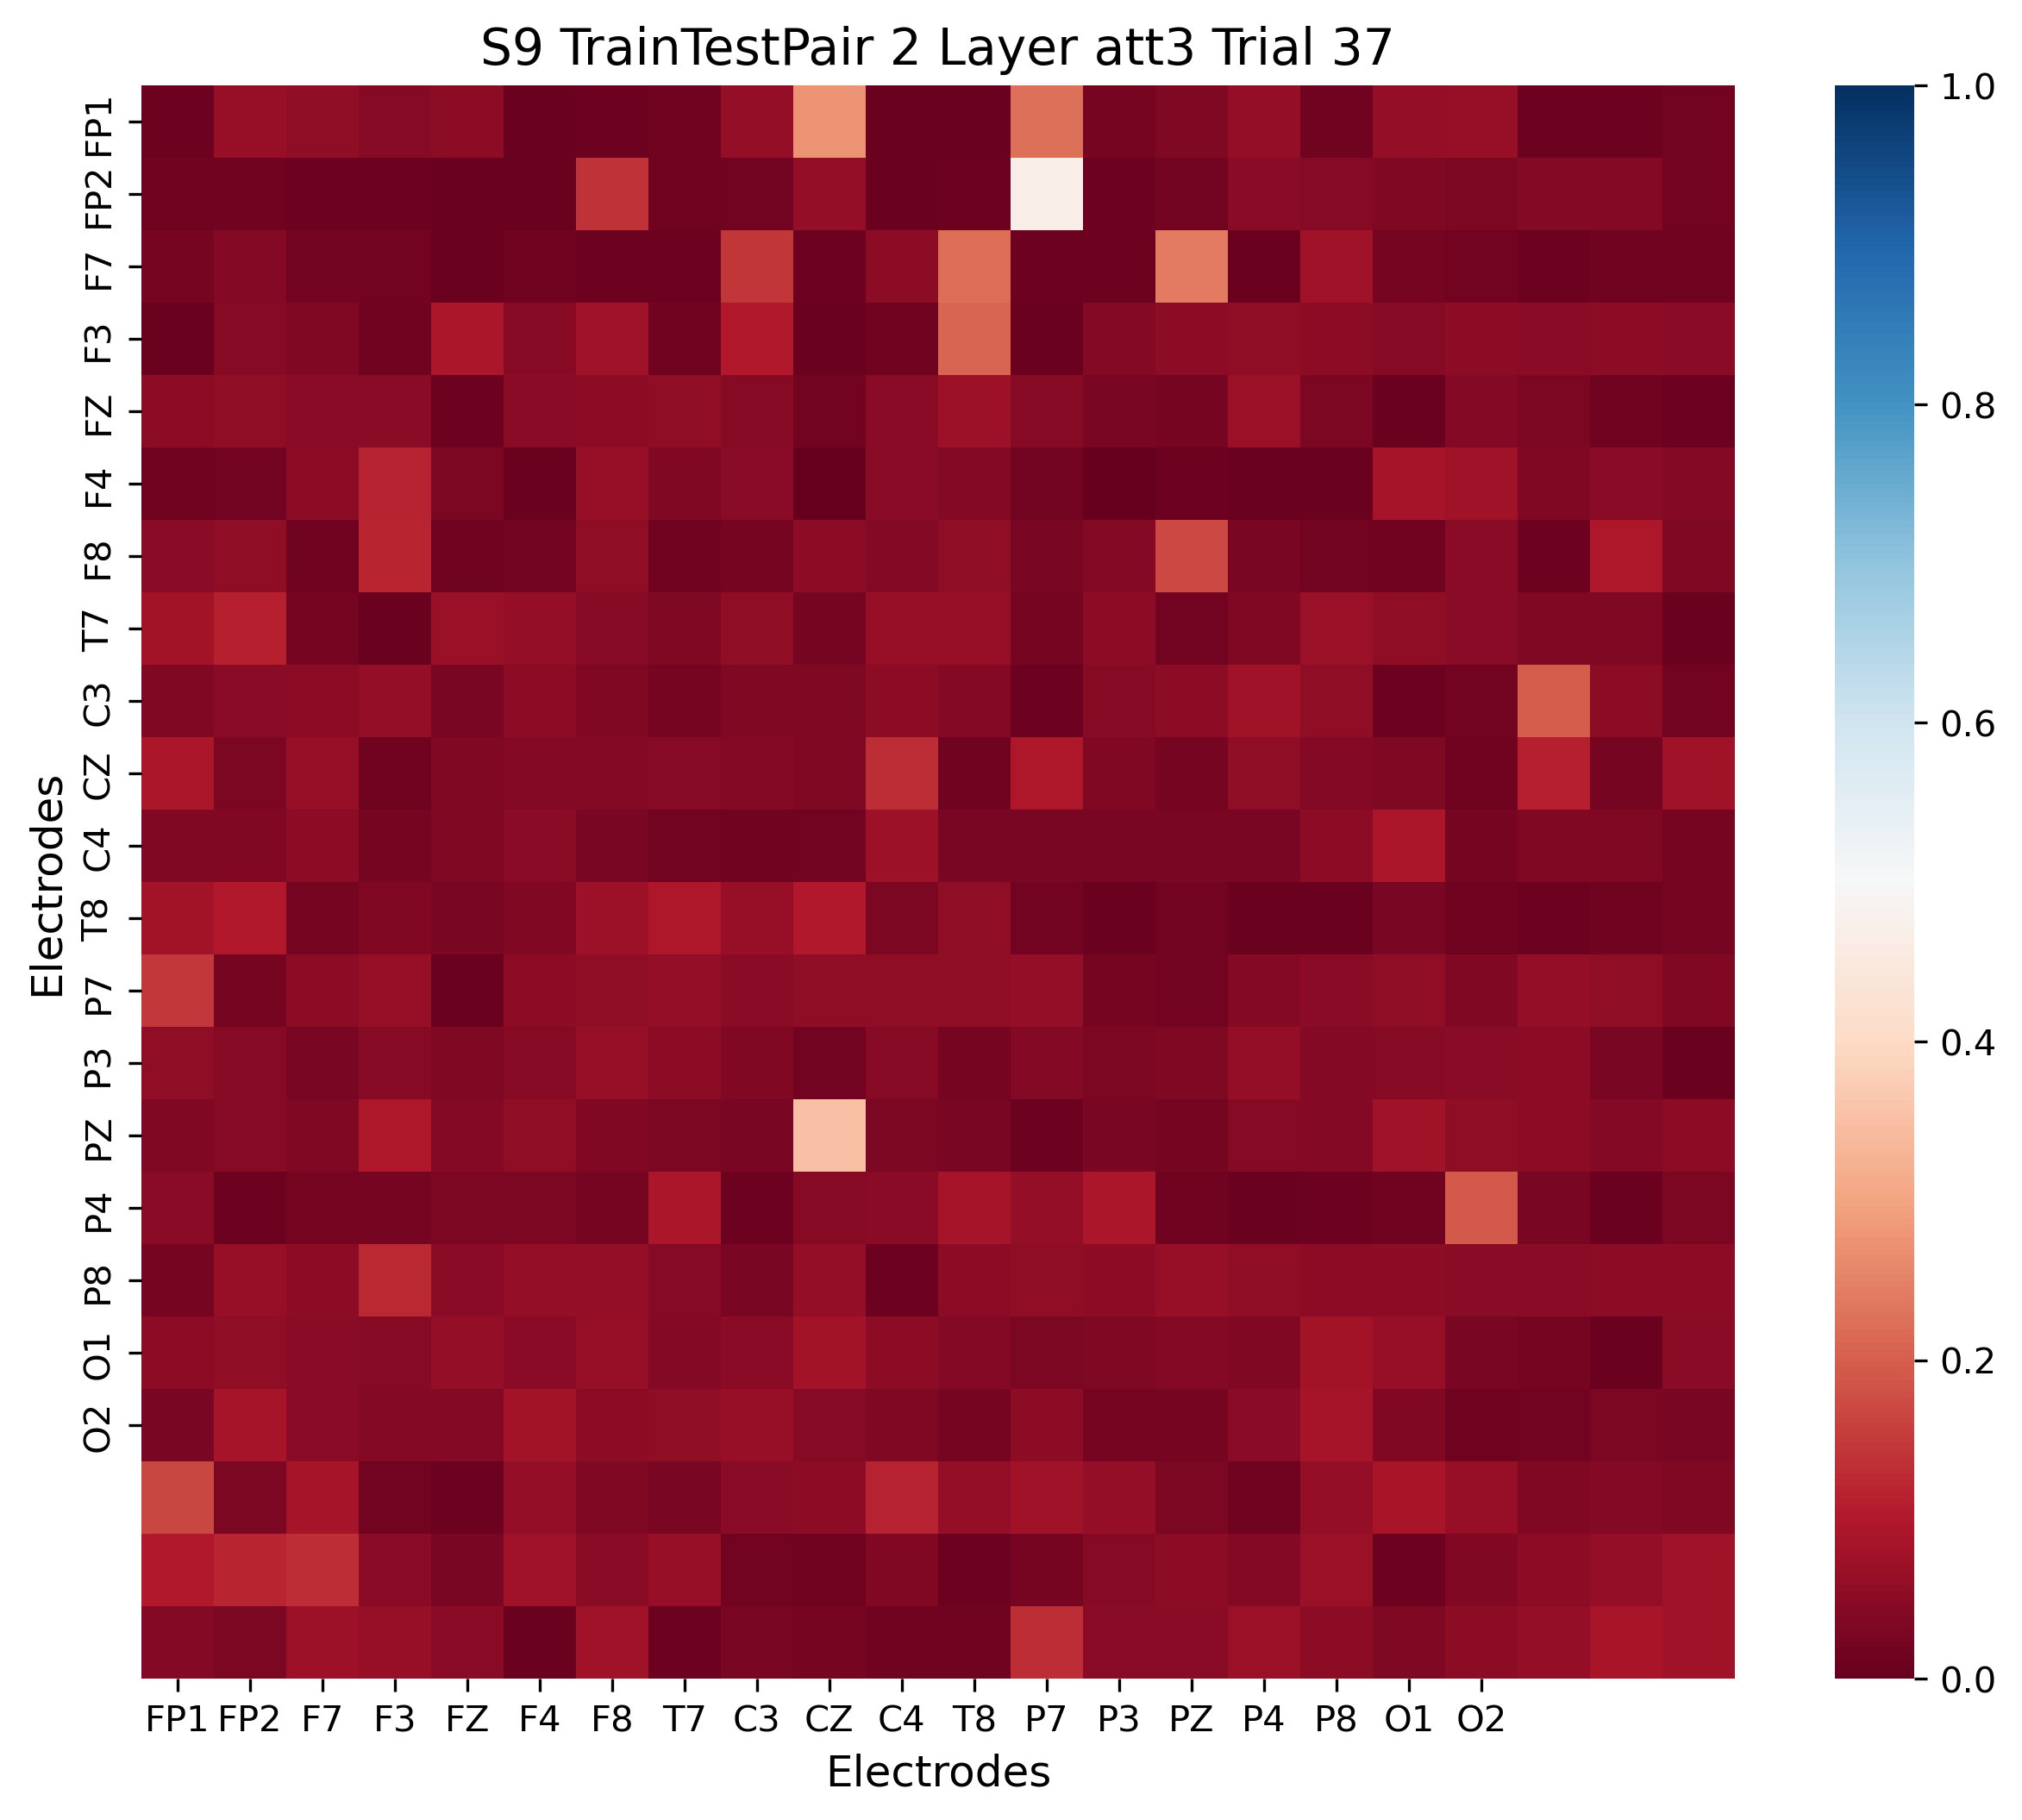 S9 TrainTestPair 2 Layer att3 Trial 37
Electrodes
FP1
FP2
F7
F3
FZ
F4
F8
T7
C3
CZ
C4
T8
P7
P3
PZ
P4
P8
O1
O2
FP1 FP2 F7 F3 FZ F4 F8 T7 C3 CZ C4 T8 P7 P3 PZ P4 P8 O1 O2
Electrodes
1.0
0.8
0.6
0.4
0.2
0.0